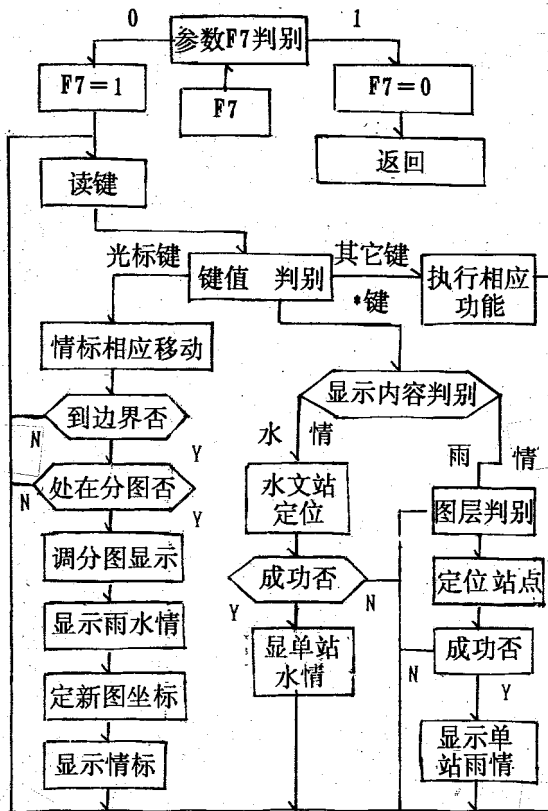 0
1
参数F7判别
F7=1
F7
F7=0
返回
读键
光标键
键值 判别
其它键
执行相应
功能
*键
情标相应移动
显示内容判别
到边界否
N
Y
水 情
雨 情
处在分图否
N
Y
水文站
定位
图层判别
调分图显示
成功否
Y
N
定位站点
显示雨水情
显单站
水情
成功否
N
Y
定新图坐标
显示情标
显示单
站雨情